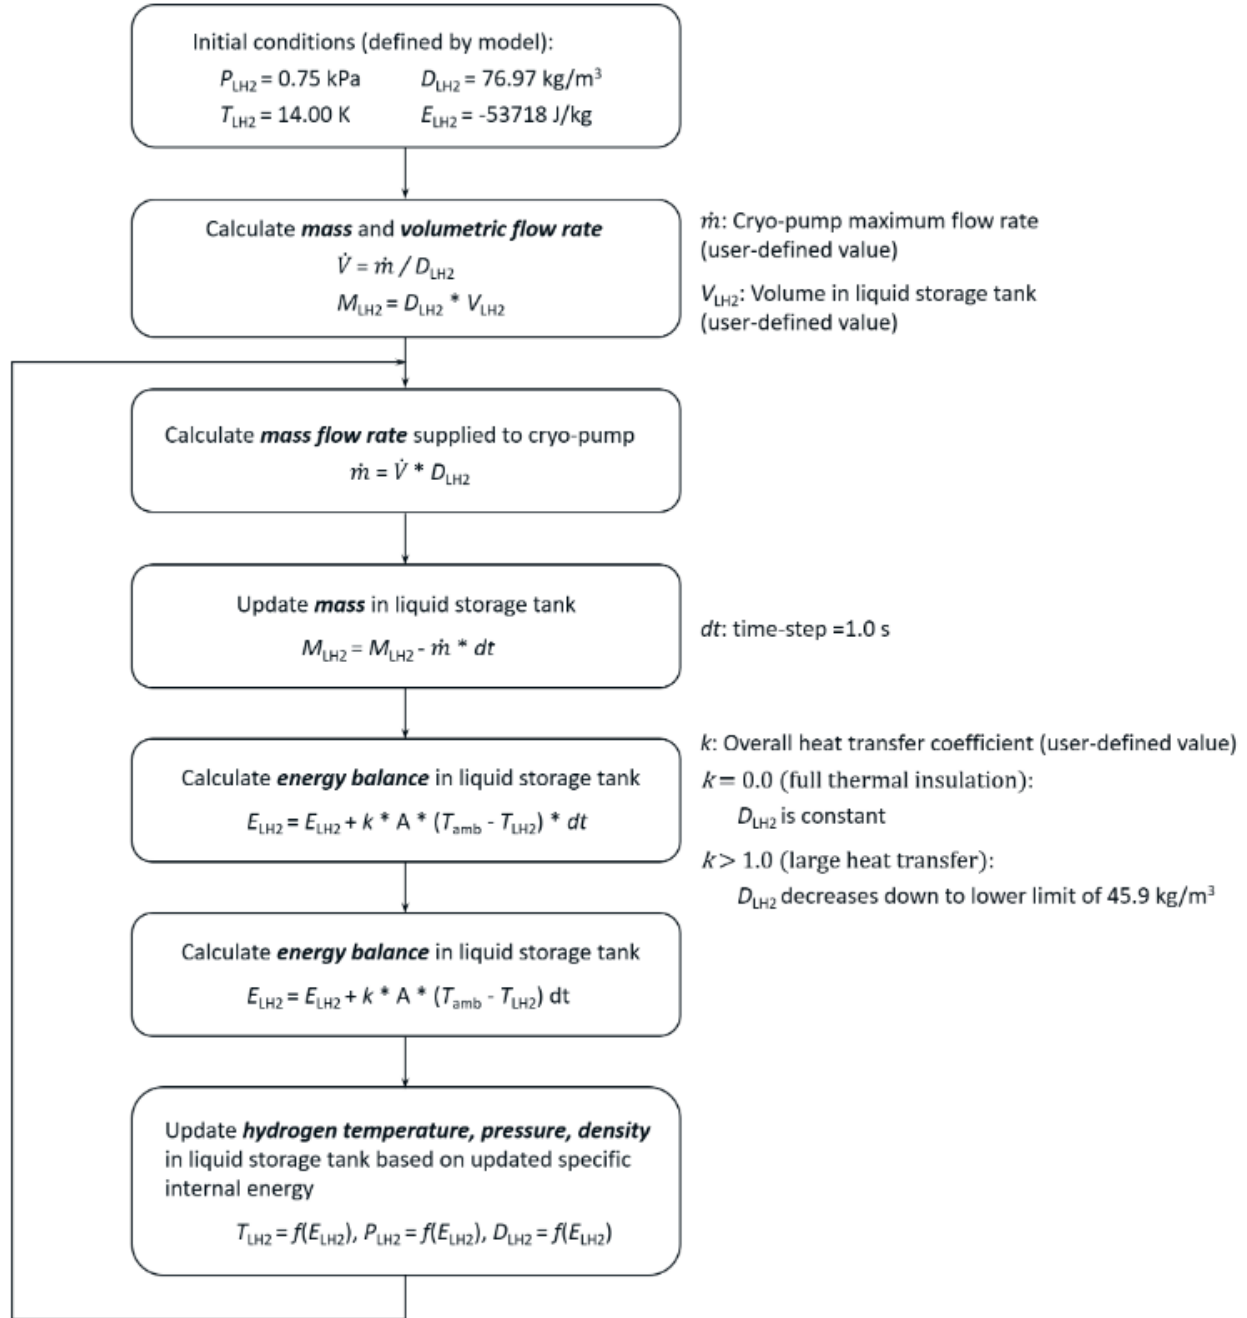 Initial conditions (defined by model):
P_LH2 = 0.75 kPa D_LH2 = 76.97 kg/m³
T_LH2 = 14.00 K E_LH2 = -53718 J/kg
Calculate mass and volumetric flow rate
V̇ = ṁ / D_LH2
M_LH2 = D_LH2 * V_LH2
ṁ: Cryo-pump maximum flow rate
(user-defined value)
V_LH2: Volume in liquid storage tank
(user-defined value)
Calculate mass flow rate supplied to cryo-pump
ṁ = V̇ * D_LH2
Update mass in liquid storage tank
M_LH2 = M_LH2 - ṁ * dt
dt: time-step =1.0 s
Calculate energy balance in liquid storage tank
E_LH2 = E_LH2 + k * A * (T_amb - T_LH2) * dt
k: Overall heat transfer coefficient (user-defined value)
k = 0.0 (full thermal insulation):
D_LH2 is constant
k > 1.0 (large heat transfer):
D_LH2 decreases down to lower limit of 45.9 kg/m³
Calculate energy balance in liquid storage tank
E_LH2 = E_LH2 + k * A * (T_amb - T_LH2) dt
Update hydrogen temperature, pressure, density
in liquid storage tank based on updated specific
internal energy
T_LH2 = f(E_LH2), P_LH2 = f(E_LH2), D_LH2 = f(E_LH2)